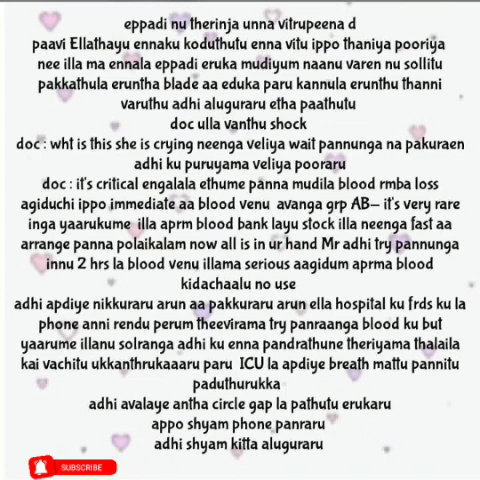 eppadi nu therinja unna vitrupeena d
paavi Ellathayu ennaku koduthutu enna vitu ippo thaniya pooriya
nee illa ma ennala eppadi eruka mudiyum naanu varen nu sollitu
pakkathula eruntha blade aa eduka paru kannula erunthu thanni
varuthu adhi aluguraru etha paathutu
doc ulla vanthu shock
doc : wht is this she is crying neenga veliya wait pannunga na pakuraen
adhi ku puruyama veliya pooraru
doc : it's critical engalala ethume panna mudila blood rmba loss
agiduchi ippo immediate aa blood venu avanga grp AB- it's very rare
inga yaarukume illa aprm blood bank layu stock illa neenga fast aa
arrange panna polaikalam now all is in ur hand Mr adhi try pannunga
innu 2 hrs la blood venu illama serious aagidum aprma blood
kidachaalu no use
adhi apdiye nikkuraru arun aa pakkuraru arun ella hospital ku frds ku la
phone anni rendu perum theevirama try panraanga blood ku but
yaarume illanu solranga adhi ku enna pandrathune theriyama thalaila
kai vachitu ukkanthrukaaaru paru ICU la apdiye breath mattu pannitu
paduthurukka
adhi avalaye antha circle gap la pathutu erukaru
appo shyam phone panraru
adhi shyam kitta aluguraru
SUBSCRIBE